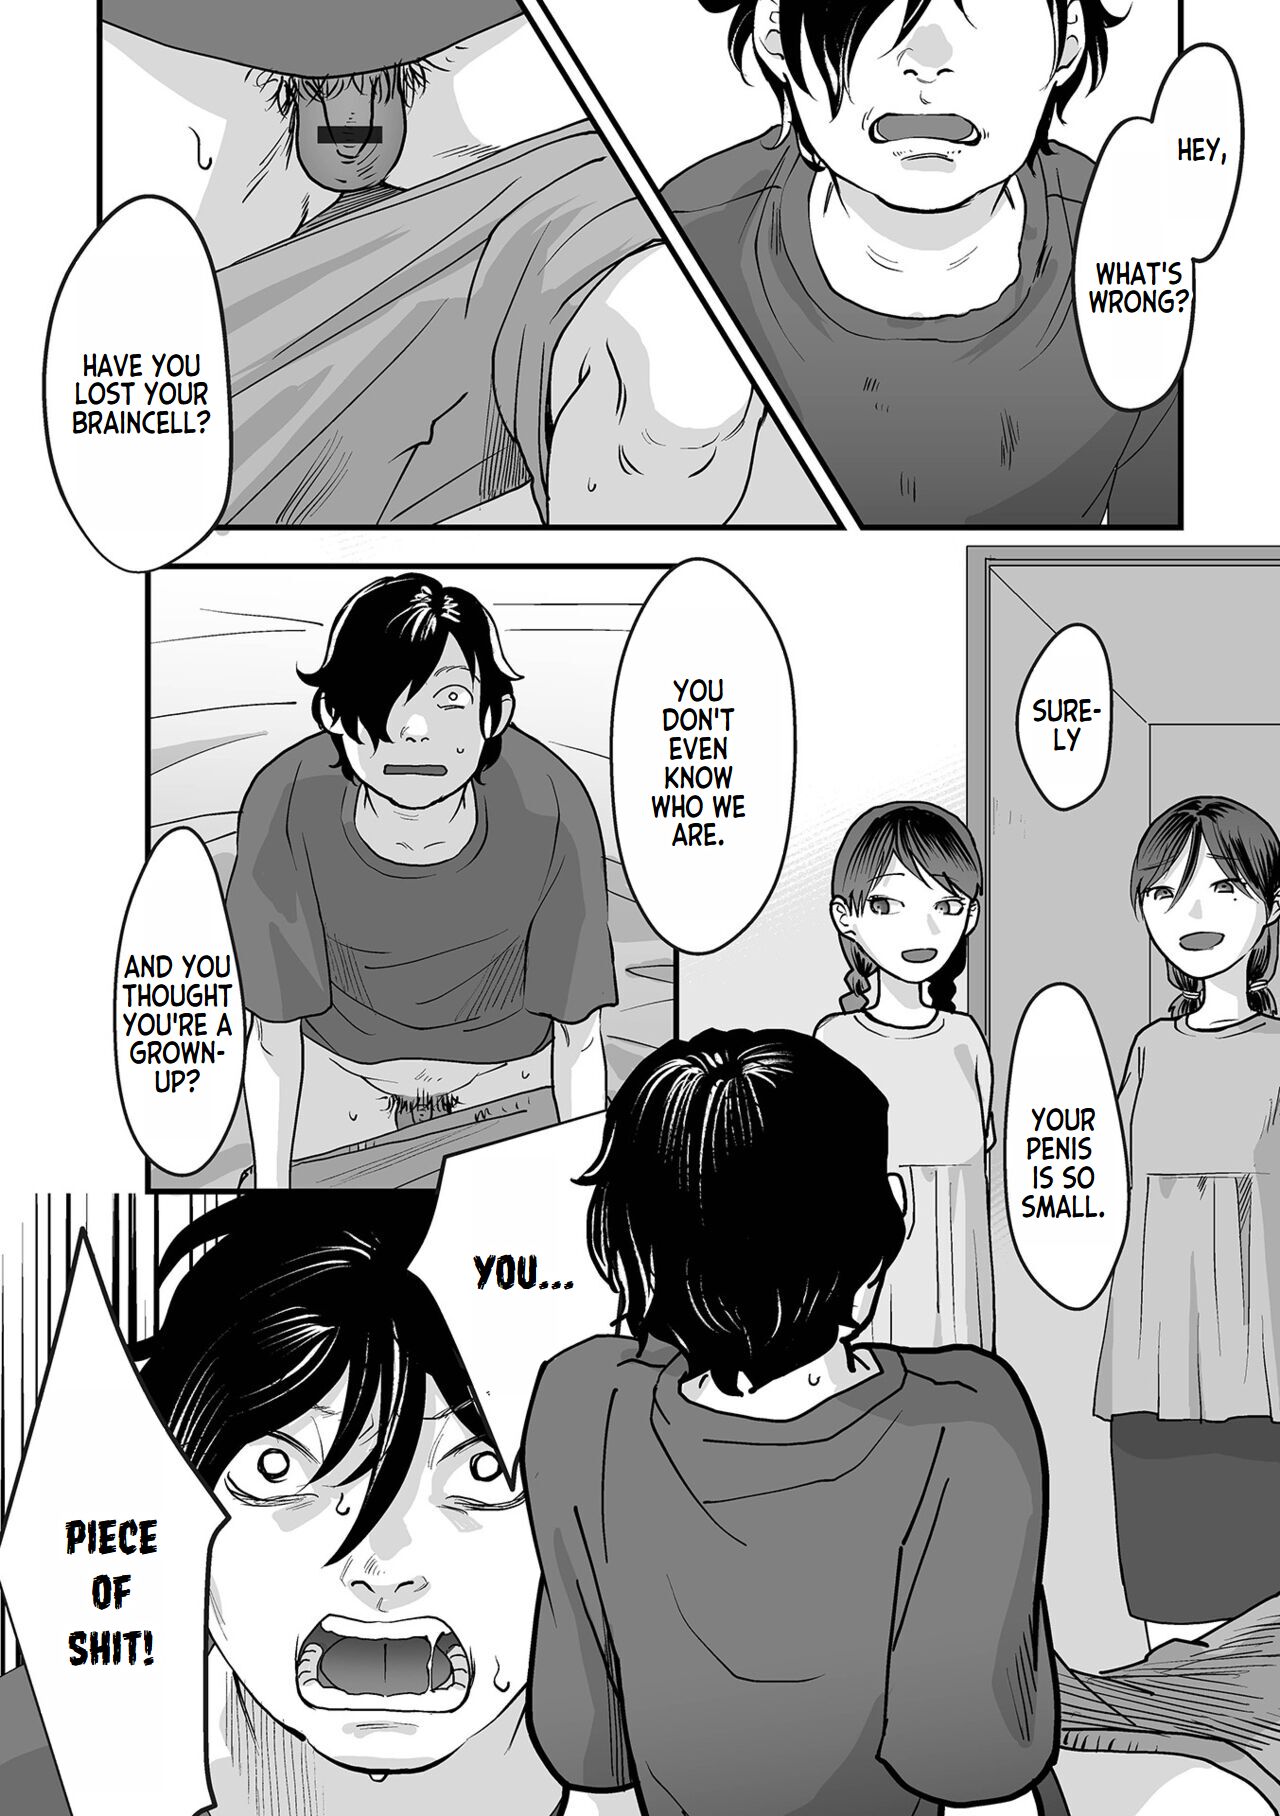 HEY,
WHAT'S
WRONG?
HAVE YOU
LOST YOUR
BRAINCELL?
SURE-
LY
YOUR
PENIS
IS SO
SMALL.
YOU
DON'T
EVEN
KNOW
WHO WE
ARE.
AND YOU
THOUGHT
YOU'RE A
GROWN-
UP?
YOU...
PIECE
OF
SHIT!